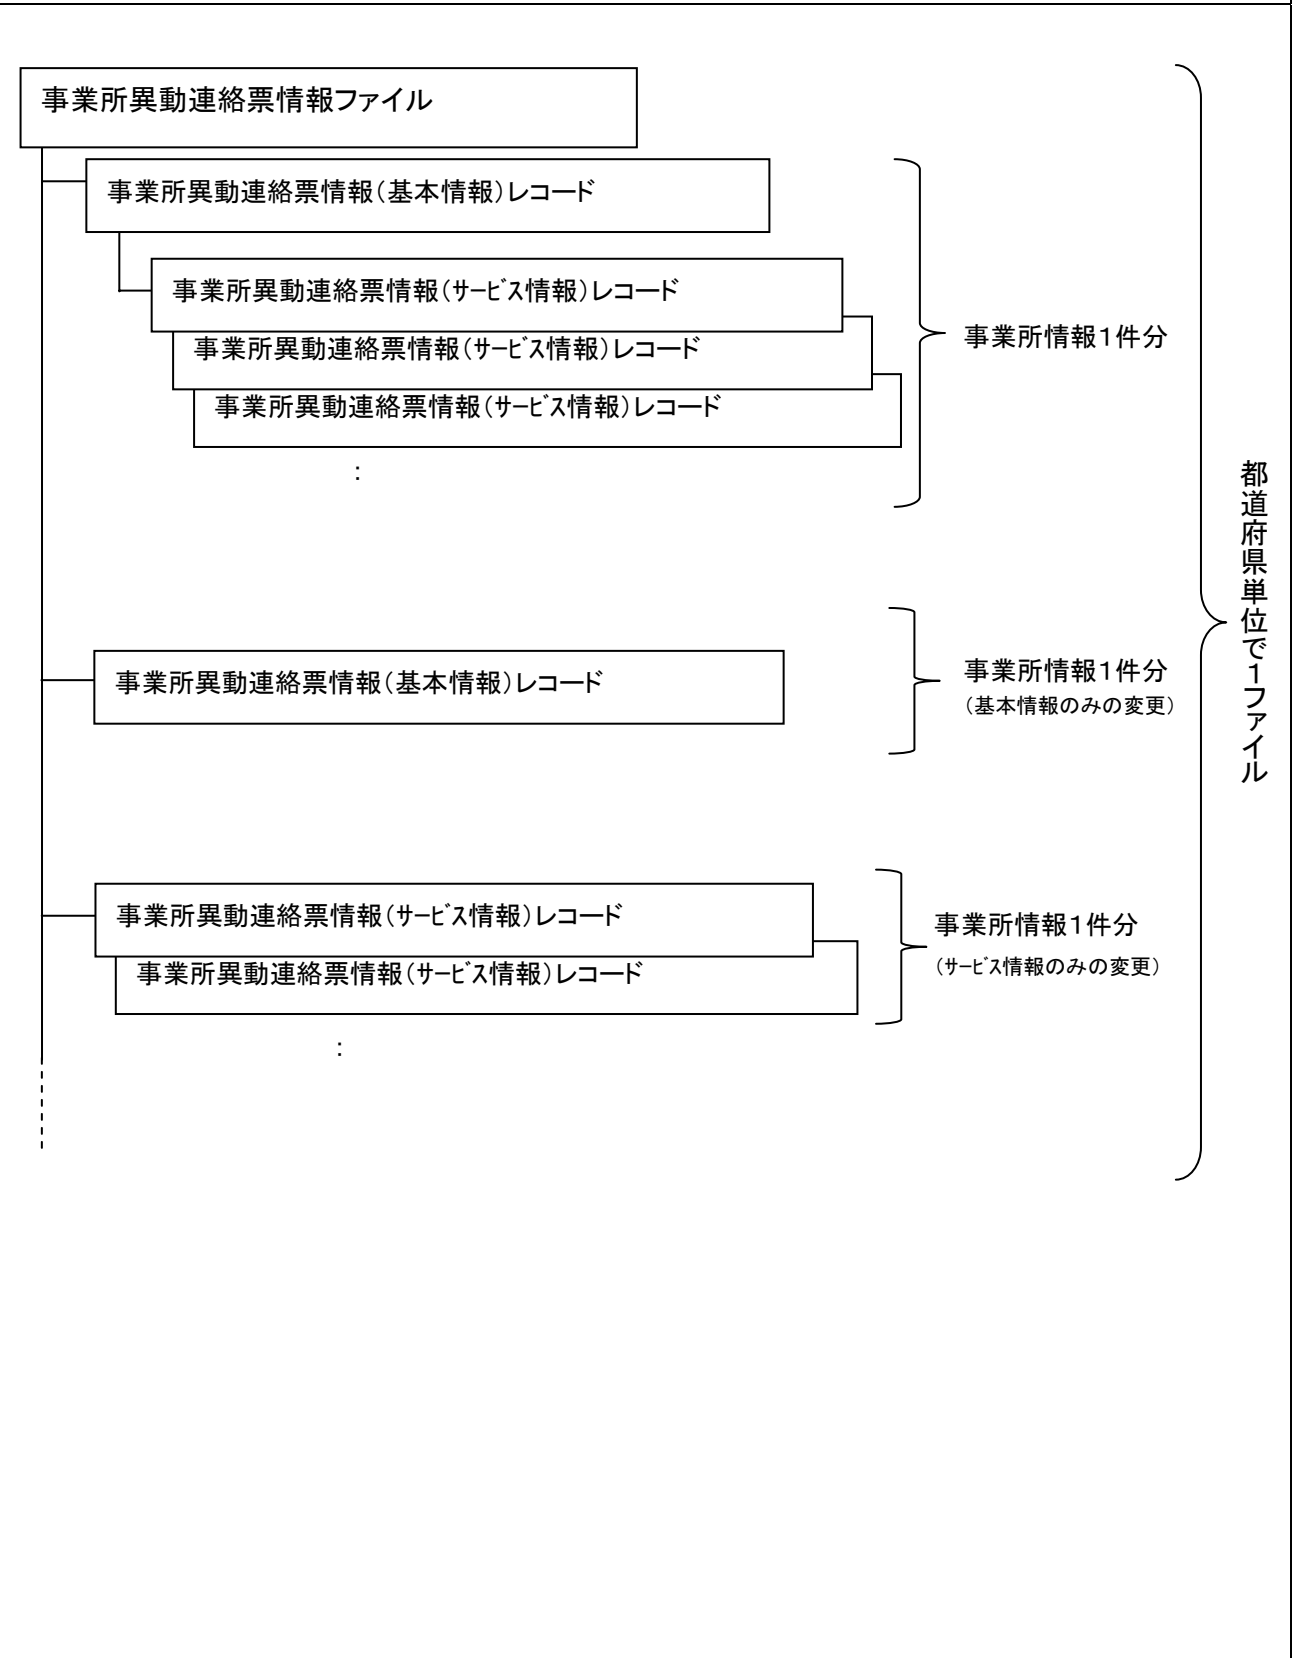 事業所異動連絡票情報ファイル
事業所異動連絡票情報（基本情報）レコード
事業所異動連絡票情報（ｻｰﾋﾞｽ情報）レコード
事業所異動連絡票情報（ｻｰﾋﾞｽ情報）レコード
事業所異動連絡票情報（ｻｰﾋﾞｽ情報）レコード
：
事業所情報１件分
事業所異動連絡票情報（基本情報）レコード
事業所情報１件分
（基本情報のみの変更）
事業所異動連絡票情報（ｻｰﾋﾞｽ情報）レコード
事業所異動連絡票情報（ｻｰﾋﾞｽ情報）レコード
：
事業所情報１件分
（ｻｰﾋﾞｽ情報のみの変更）
都道府県単位で１ファイル